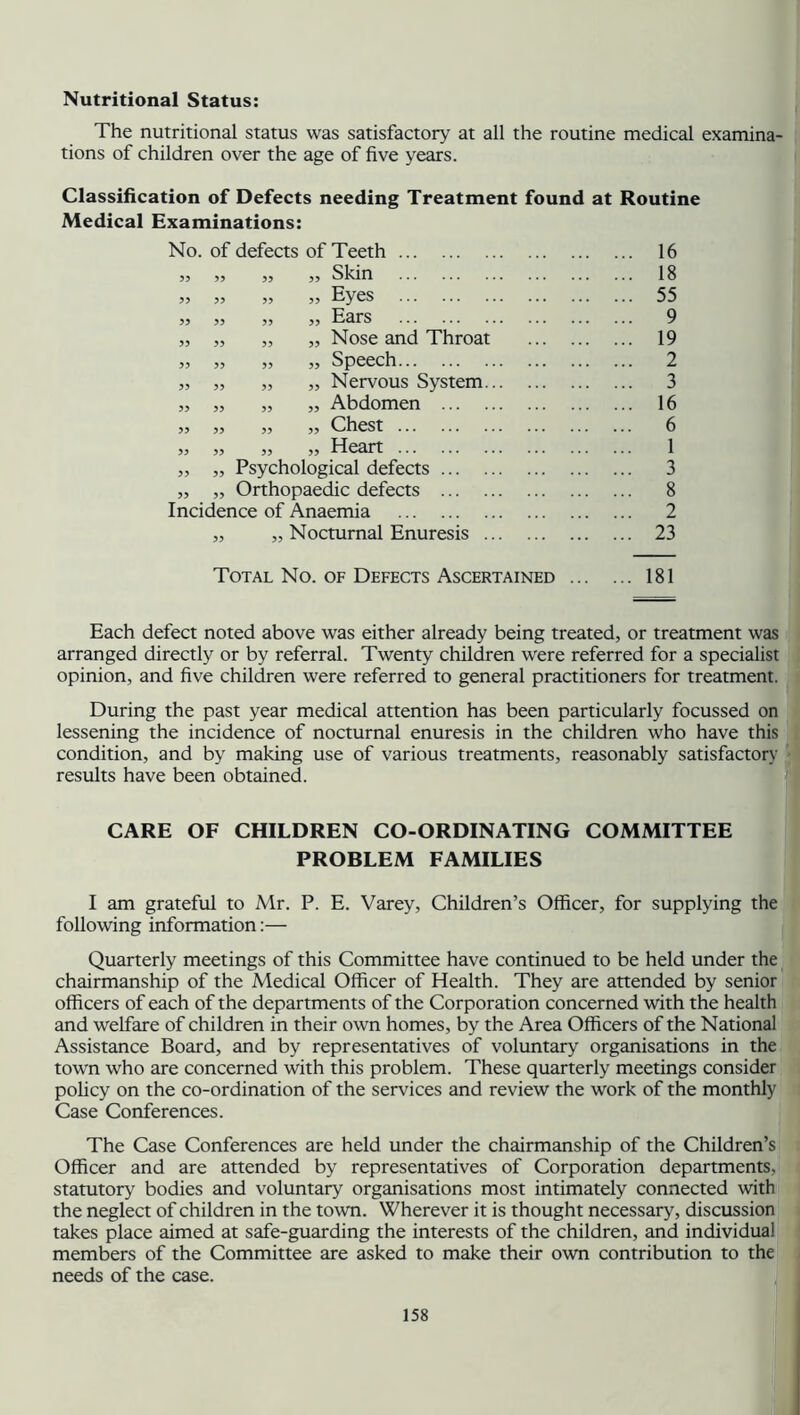 Nutritional Status:
The nutritional status was satisfactory at all the routine medical examina-
tions of children over the age of five years.
Classification of Defects needing Treatment found at Routine
Medical Examinations:
No. of defects of Teeth ... ... ... ... ... ... 16
„ „ „ „ Skin ... ... ... ... ... ... 18
„ „ „ „ Eyes ... ... ... ... ... ... 55
„ „ „ „ Ears ... ... ... ... ... ... 9
„ „ „ „ Nose and Throat ... ... ... 19
„ „ „ „ Speech... ... ... ... ... ... 2
„ „ „ „ Nervous System... ... ... ... 3
„ „ „ „ Abdomen ... ... ... ... ... 16
„ „ „ „ Chest ... ... ... ... ... ... 6
„ „ „ „ Heart ... ... ... ... ... ... 1
„ „ Psychological defects ... ... ... ... ... 3
„ „ Orthopaedic defects ... ... ... ... ... 8
Incidence of Anaemia ... ... ... ... ... ... 2
„ „ Nocturnal Enuresis ... ... ... ... 23
Total No. of Defects Ascertained ... ... 181
Each defect noted above was either already being treated, or treatment was
arranged directly or by referral. Twenty children were referred for a specialist
opinion, and five children were referred to general practitioners for treatment.
During the past year medical attention has been particularly focussed on
lessening the incidence of nocturnal enuresis in the children who have this
condition, and by making use of various treatments, reasonably satisfactory
results have been obtained.
CARE OF CHILDREN CO-ORDINATING COMMITTEE
PROBLEM FAMILIES
I am grateful to Mr. P. E. Varey, Children's Officer, for supplying the
following information:—
Quarterly meetings of this Committee have continued to be held under the
chairmanship of the Medical Officer of Health. They are attended by senior
officers of each of the departments of the Corporation concerned with the health
and welfare of children in their own homes, by the Area Officers of the National
Assistance Board, and by representatives of voluntary organisations in the
town who are concerned with this problem. These quarterly meetings consider
policy on the co-ordination of the services and review the work of the monthly
Case Conferences.
The Case Conferences are held under the chairmanship of the Children's
Officer and are attended by representatives of Corporation departments,
statutory bodies and voluntary organisations most intimately connected with
the neglect of children in the town. Wherever it is thought necessary, discussion
takes place aimed at safe-guarding the interests of the children, and individual
members of the Committee are asked to make their own contribution to the
needs of the case.
158